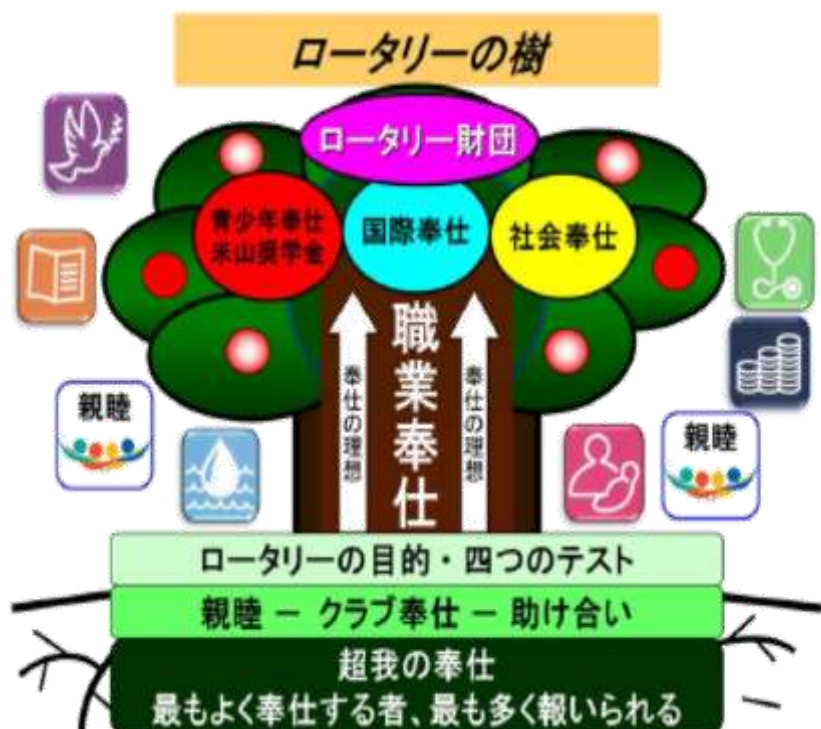 ロータリーの樹
ロータリー財団
青少年奉仕
米山奨学金
国際奉仕
社会奉仕
職業奉仕
奉仕の理想
奉仕の理想
親睦
親睦
ロータリーの目的・四つのテスト
親睦 － クラブ奉仕 － 助け合い
超我の奉仕
最もよく奉仕する者、最も多く報いられる